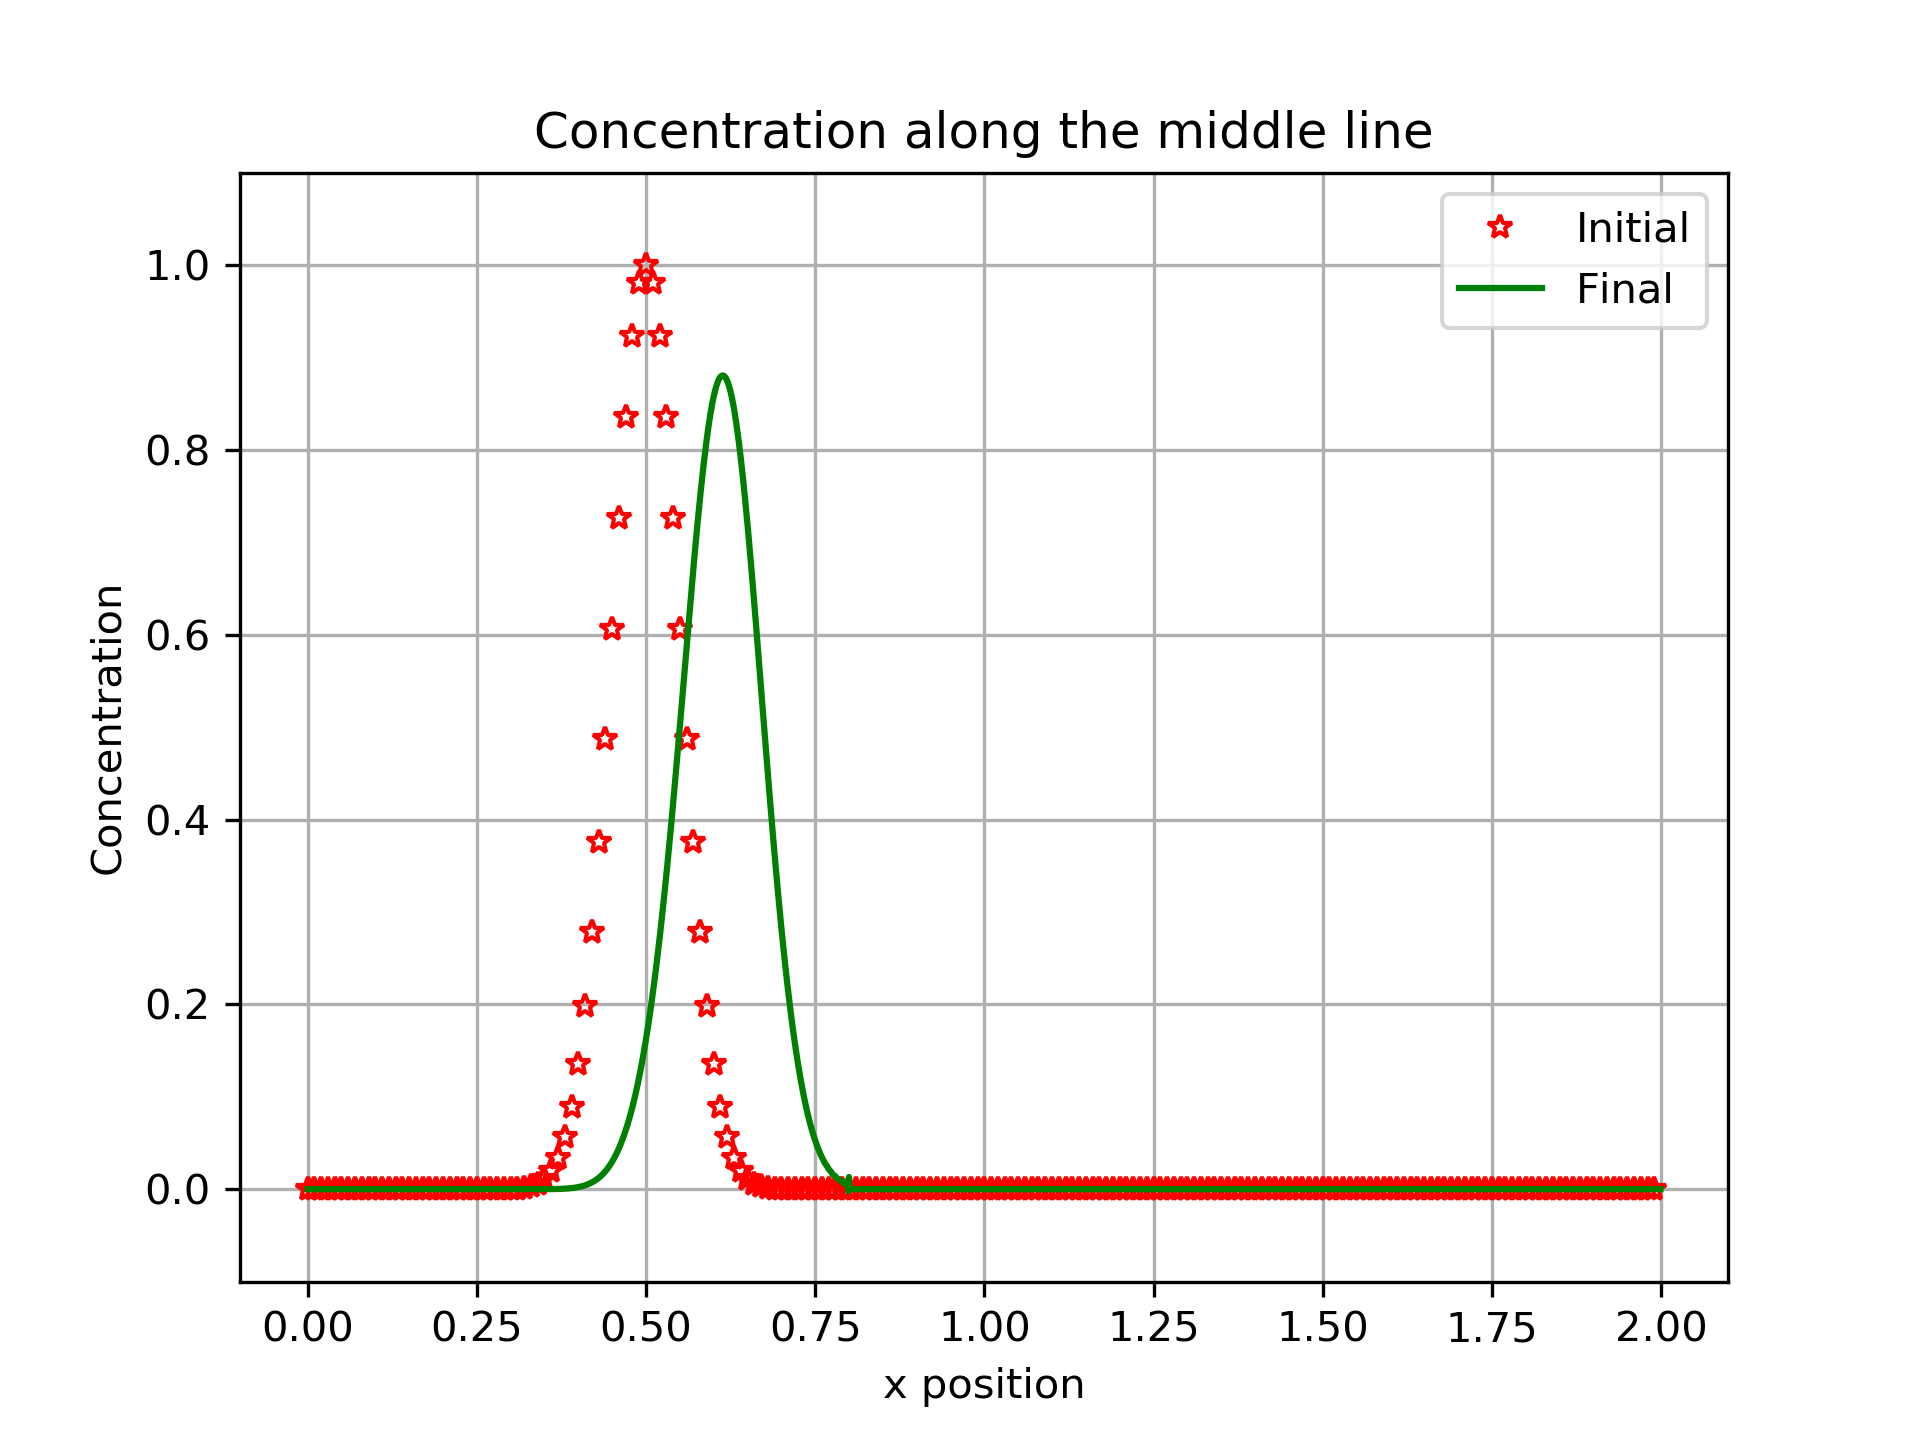 Concentration along the middle line
Initial
Final
Concentration
1.0
0.8
0.6
0.4
0.2
0.0
0.00 0.25 0.50 0.75 1.00 1.25 1.50 1.75 2.00
x position